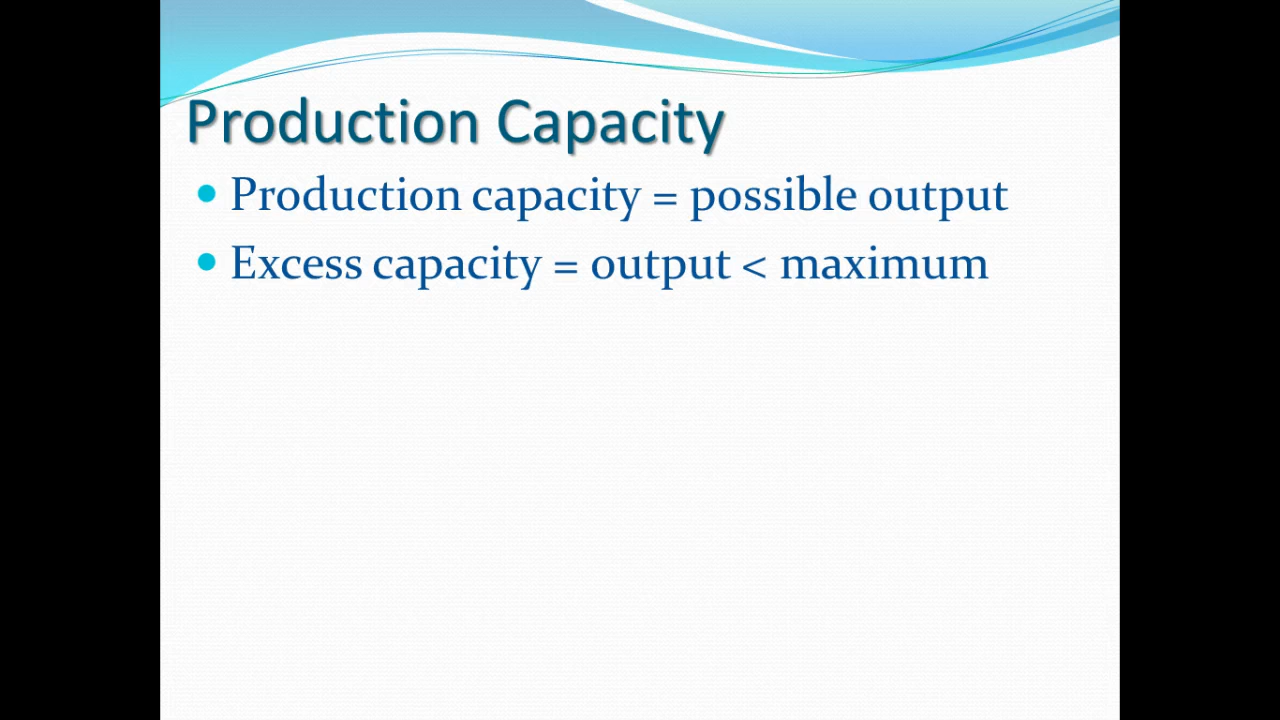 Production Capacity
Production capacity = possible output
Excess capacity = output < maximum